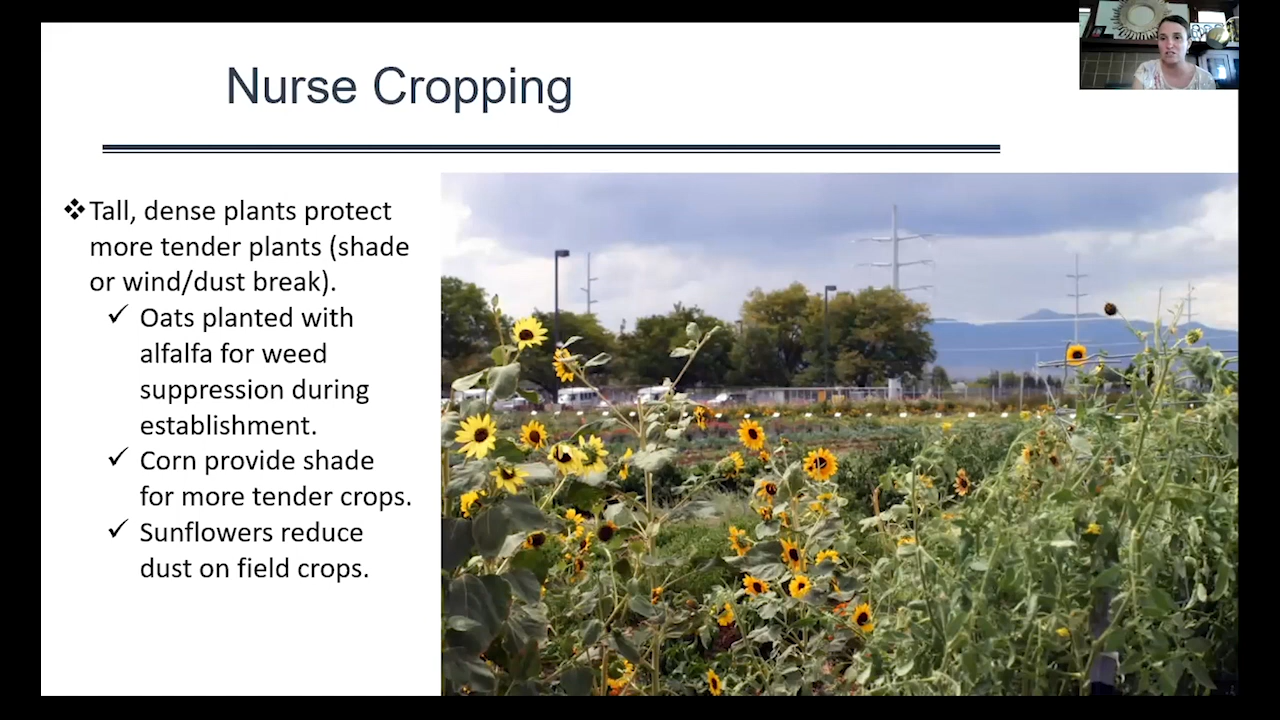 Nurse Cropping
❖Tall, dense plants protect
more tender plants (shade
or wind/dust break).
✓ Oats planted with
alfalfa for weed
suppression during
establishment.
✓ Corn provide shade
for more tender crops.
✓ Sunflowers reduce
dust on field crops.